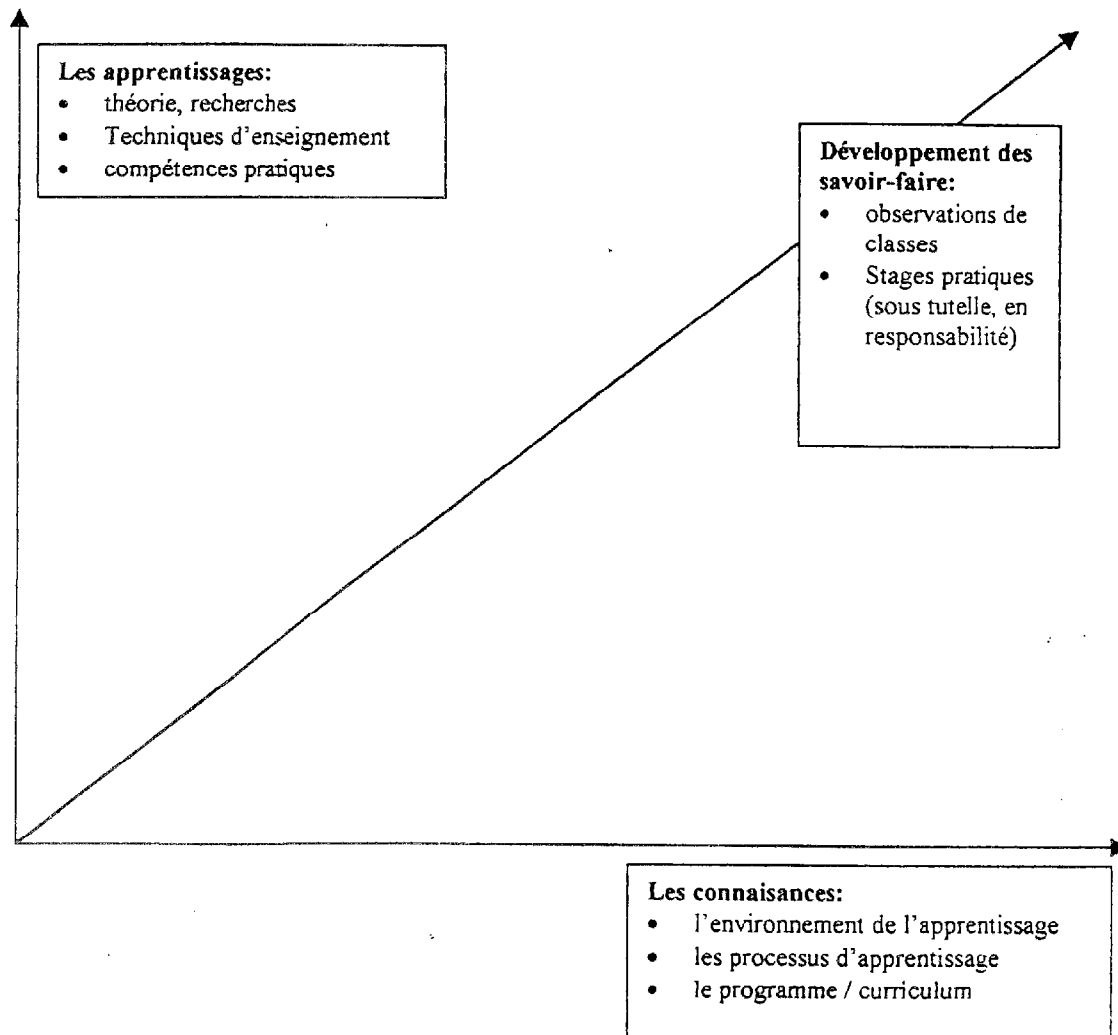 Les apprentissages:
• théorie, recherches
• Techniques d'enseignement
• compétences pratiques
Développement des
savoir-faire:
• observations de
classes
• Stages pratiques
(sous tutelle, en
responsabilité)
Les connaisances:
• l'environnement de l'apprentissage
• les processus d'apprentissage
• le programme / curriculum